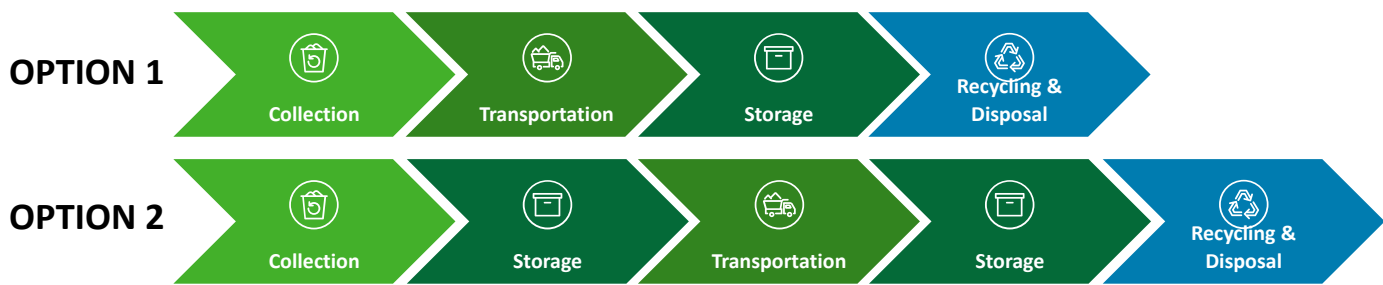 OPTION 1
Collection
Transportation
Storage
Recycling &
Disposal
OPTION 2
Collection
Storage
Transportation
Storage
Recycling &
Disposal